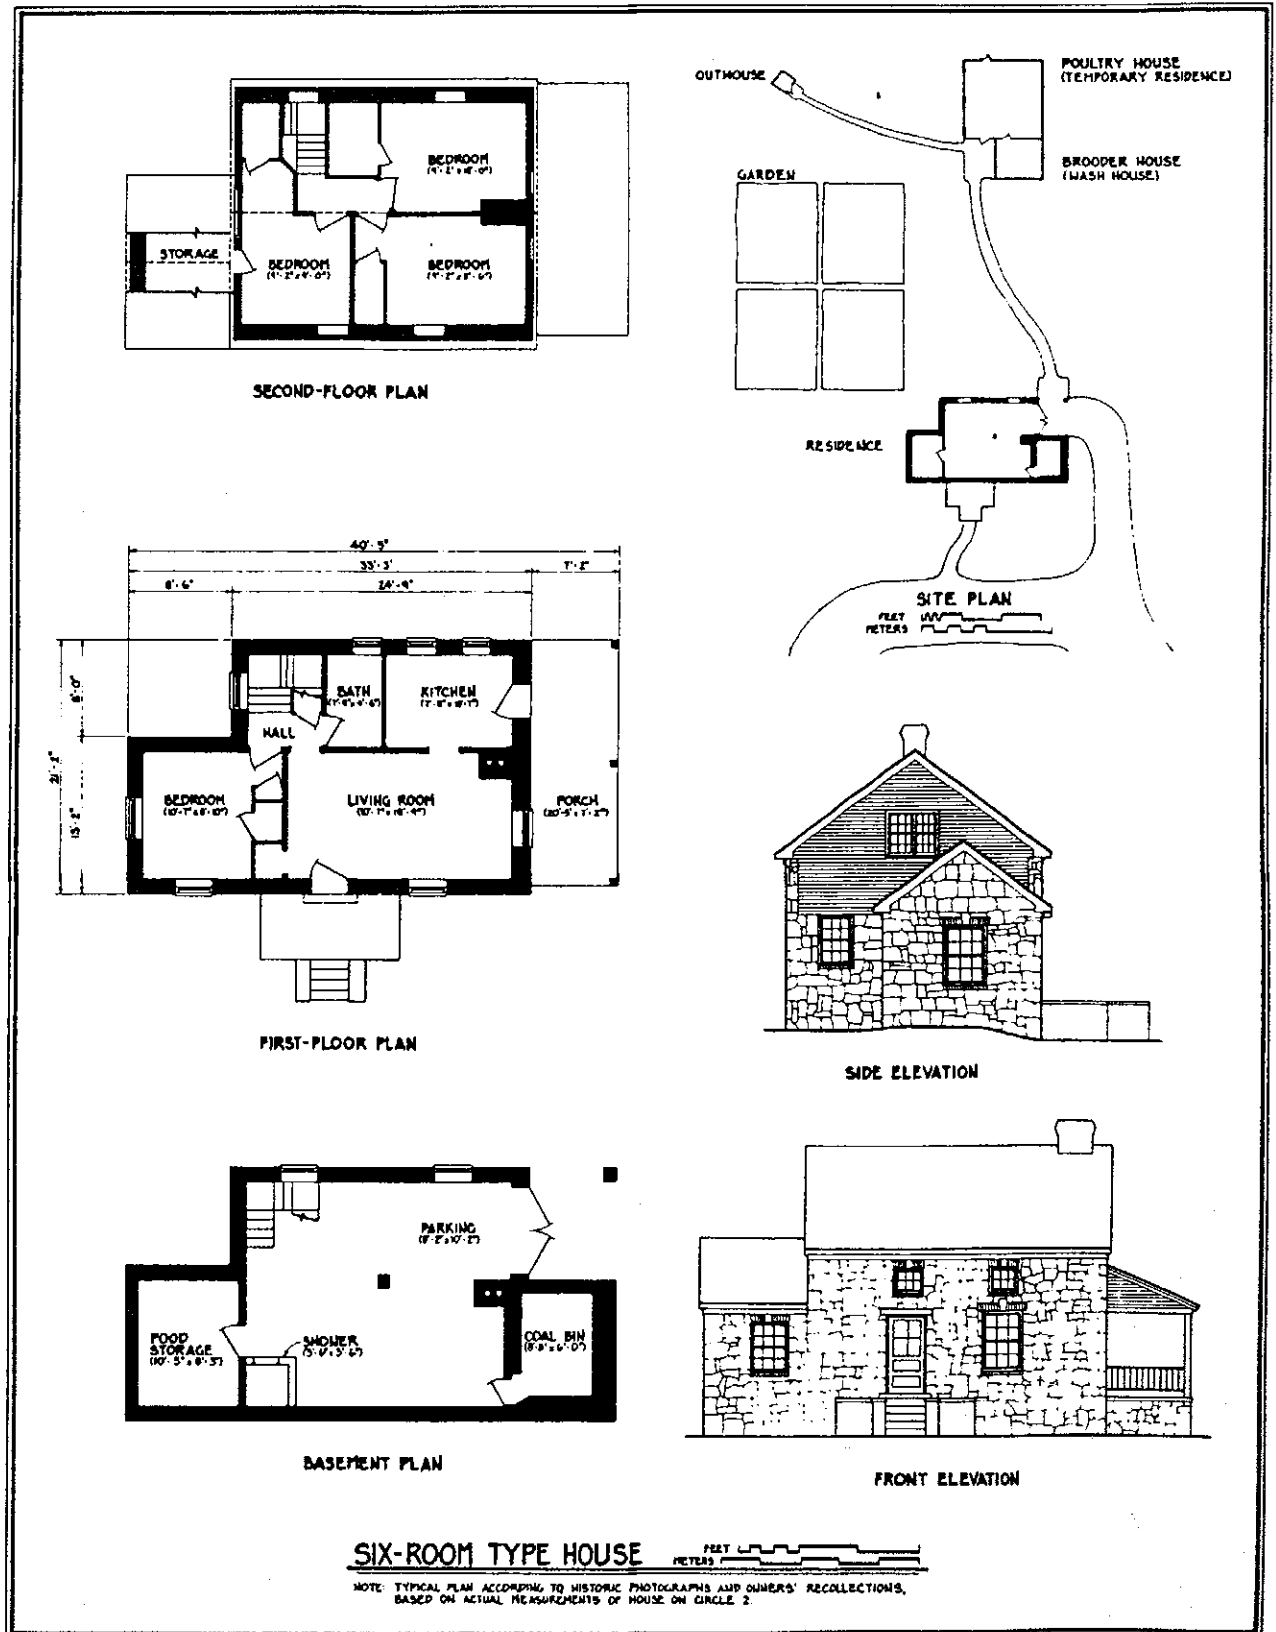 OUTHOUSE
POULTRY HOUSE
(TEMPORARY RESIDENCE)
BROODER HOUSE
(WASH HOUSE)
GARDEN
RESIDENCE
SITE PLAN
FEET
METERS
BEDROOM
BEDROOM
BEDROOM
STORAGE
SECOND-FLOOR PLAN
40'-5"
33'-3"
7'-2"
8'-6"
24'-9"
8'-0"
21'-2"
13'-2"
BATH
KITCHEN
HALL
BEDROOM
LIVING ROOM
PORCH
FIRST-FLOOR PLAN
SIDE ELEVATION
PARKING
FOOD
STORAGE
SHOWER
COAL BIN
BASEMENT PLAN
FRONT ELEVATION
SIX-ROOM TYPE HOUSE
FEET
METERS
NOTE: TYPICAL PLAN ACCORDING TO HISTORIC PHOTOGRAPHS AND OWNERS' RECOLLECTIONS,
BASED ON ACTUAL MEASUREMENTS OF HOUSE ON CIRCLE 2.